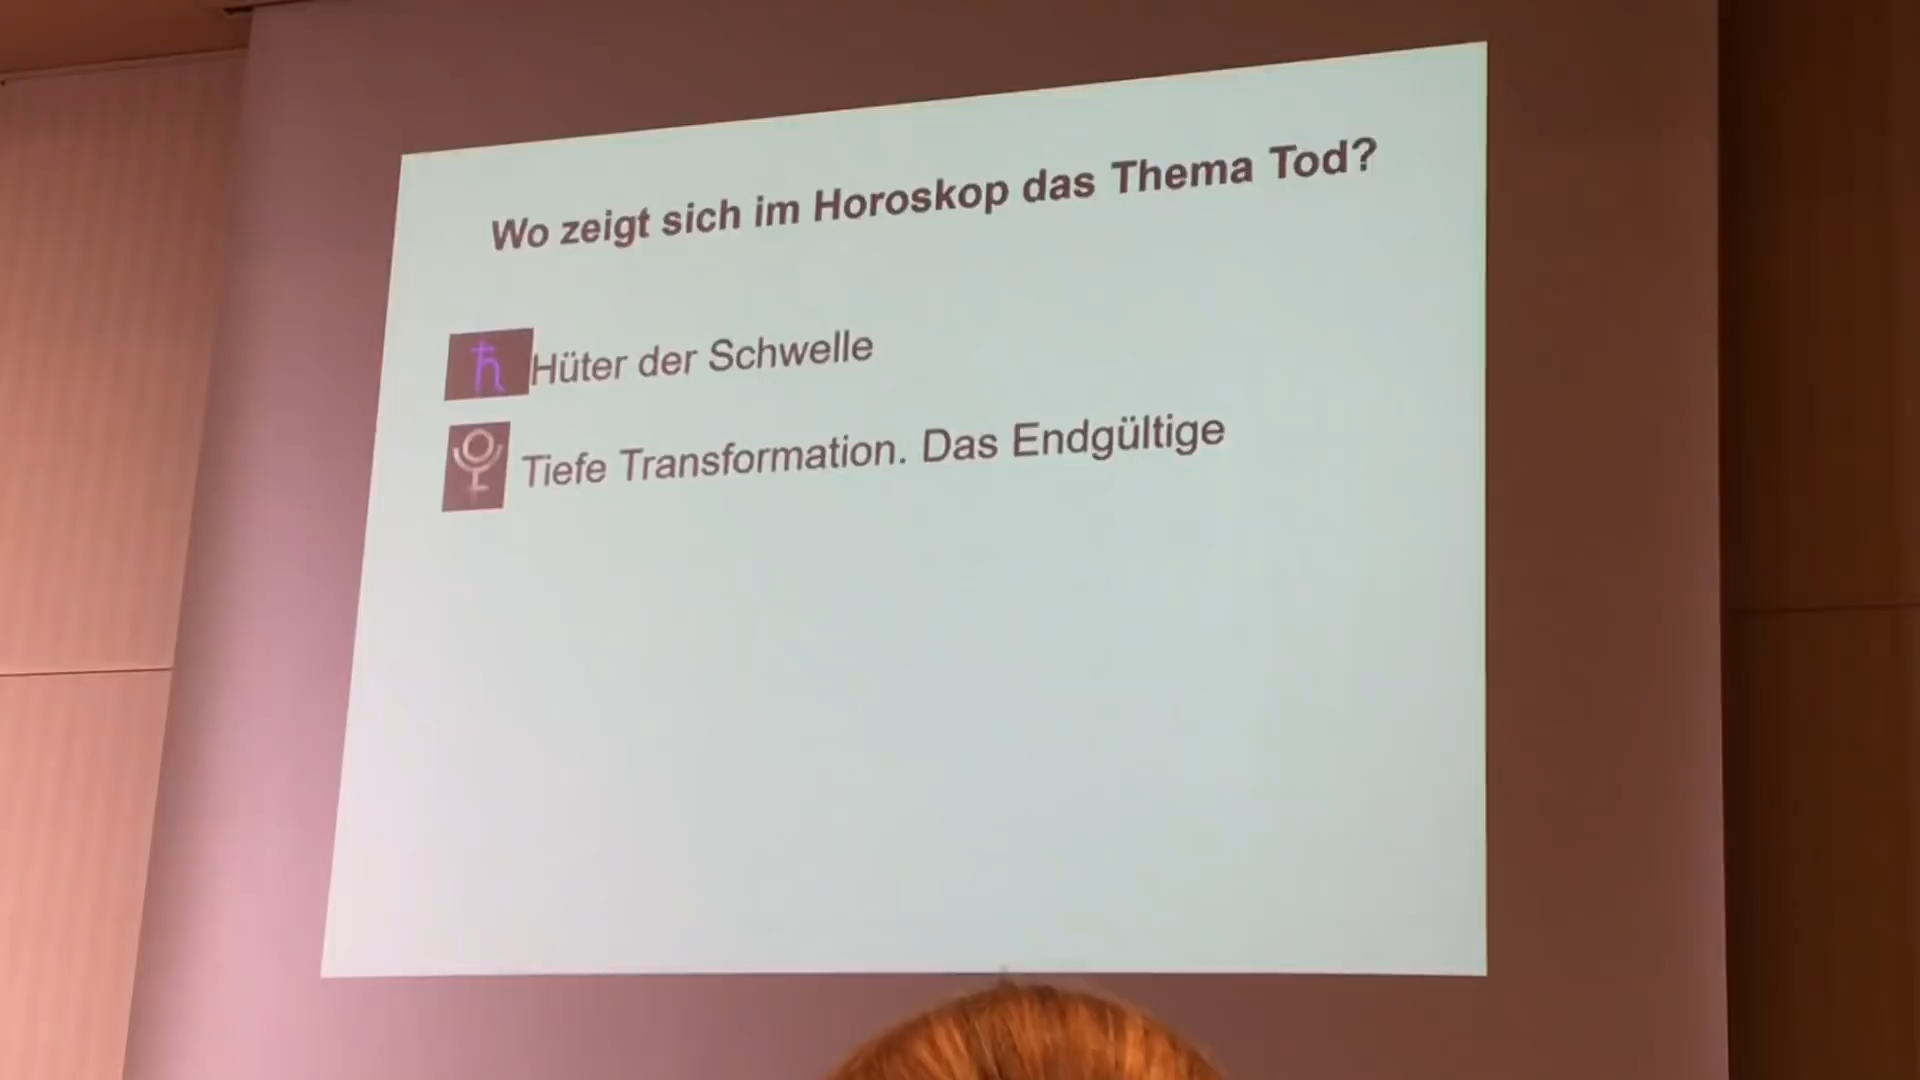 Wo zeigt sich im Horoskop das Thema Tod?
Hüter der Schwelle
Tiefe Transformation. Das Endgültige